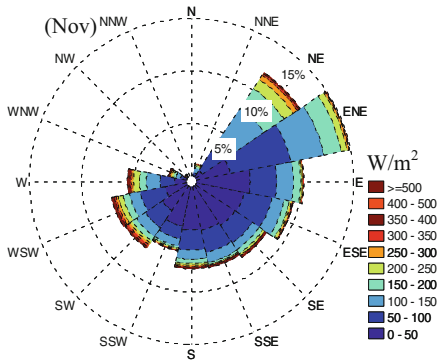 (Nov)
N
NNW
NNE
NW
NE
15%
WNW
10%
ENE
5%
W/m²
W
E
>=500
400 - 500
350 - 400
300 - 350
250 - 300
200 - 250
150 - 200
100 - 150
50 - 100
0 - 50
WSW
ESE
SW
SE
SSW
SSE
S